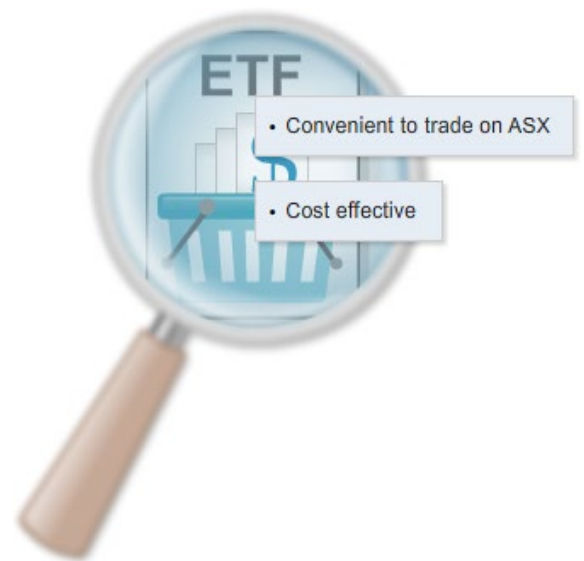 ETF
• Convenient to trade on ASX
$
• Cost effective